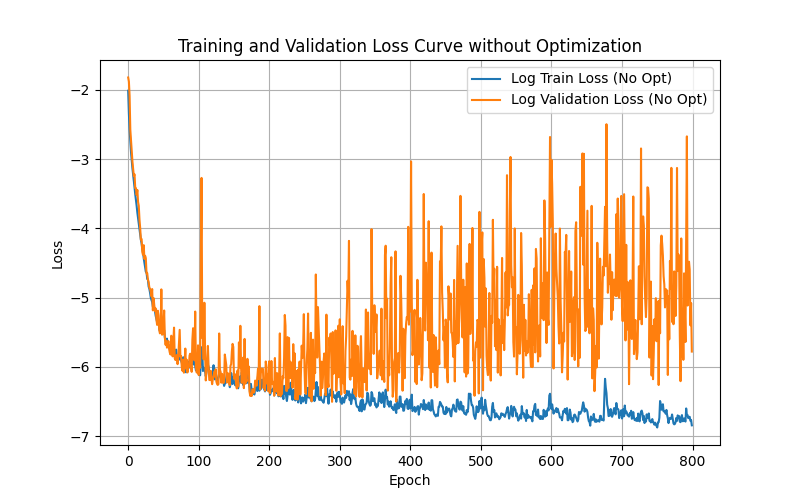 Training and Validation Loss Curve without Optimization
Log Train Loss (No Opt)
Log Validation Loss (No Opt)
−2
−3
−4
−5
−6
−7
Loss
0 100 200 300 400 500 600 700 800
Epoch